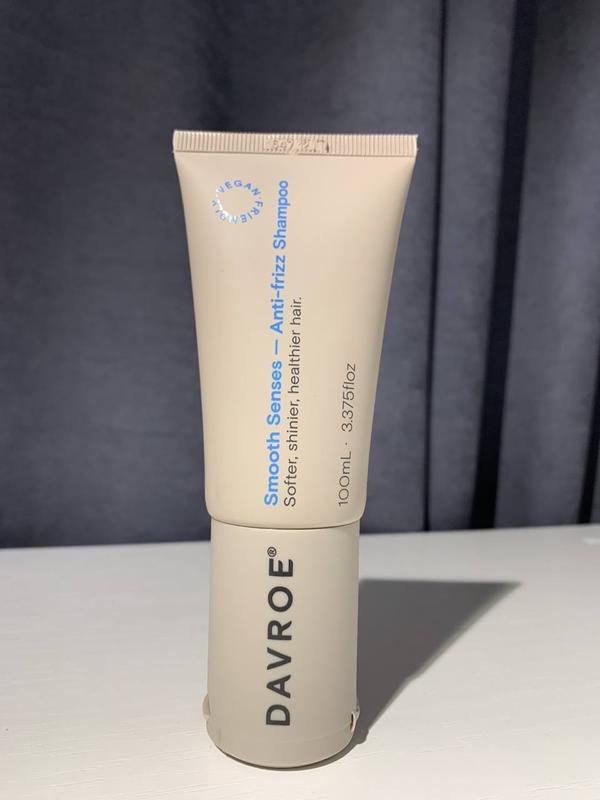 VEGAN · FRIENDLY ·
Smooth Senses — Anti-frizz Shampoo
Softer, shinier, healthier hair.
100mL · 3.375floz
DAVROE®